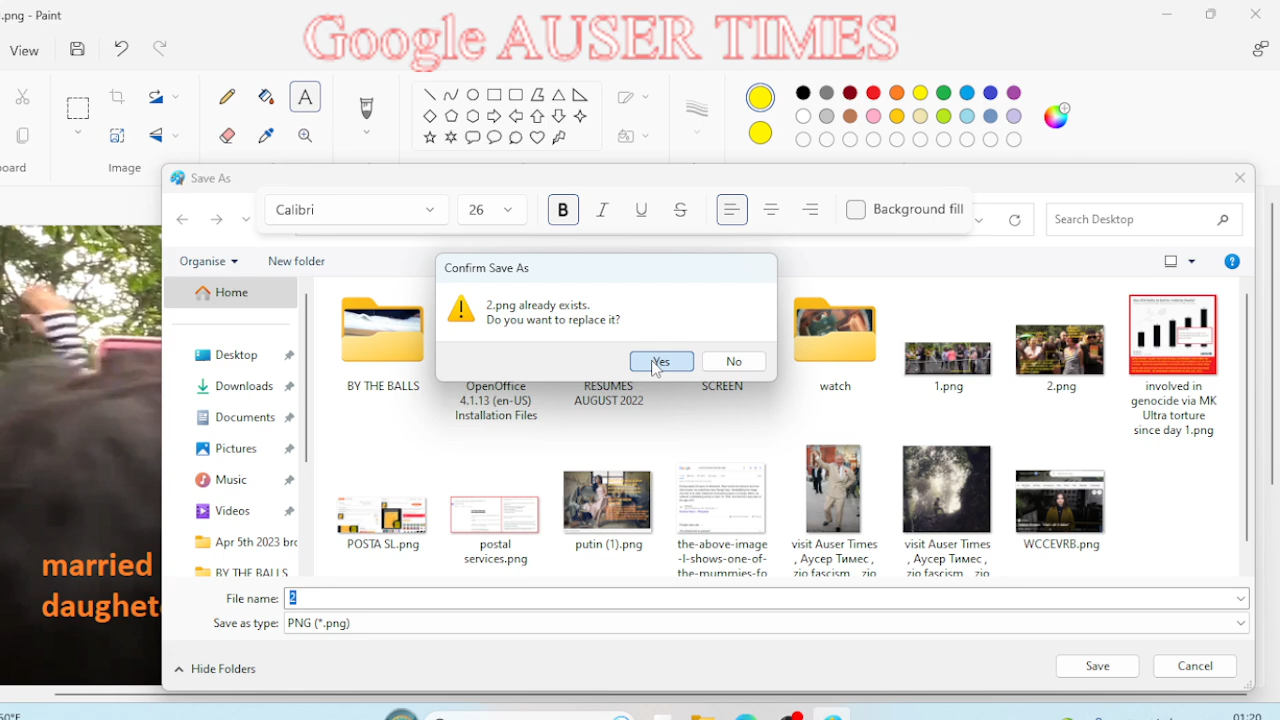 .png - Paint
Google AUSER TIMES
View
A
oard
Image
Save As
Calibri
26
B
I
U
S
Background fill
Search Desktop
Organise
New folder
?
Confirm Save As
2.png already exists.
Do you want to replace it?
Yes
No
Home
Desktop
Downloads
Documents
Pictures
Music
Videos
Apr 5th 2023 brc
BY THE BALLS
BY THE BALLS
OpenOffice
4.1.13 (en-US)
Installation Files
RESUMES
AUGUST 2022
SCREEN
watch
1.png
2.png
involved in
genocide via MK
Ultra torture
since day 1.png
POSTA SL.png
postal
services.png
putin (1).png
the-above-image
-I-shows-one-of-
the-mummies-fo
visit Auser Times
, Аусер Тимес ,
zio fascism , zio
visit Auser Times
, Аусер Тимес ,
zio fascism , zio
WCCEVRB.png
married
daughet
File name:
2
Save as type:
PNG (*.png)
Hide Folders
Save
Cancel
50°F
01:20